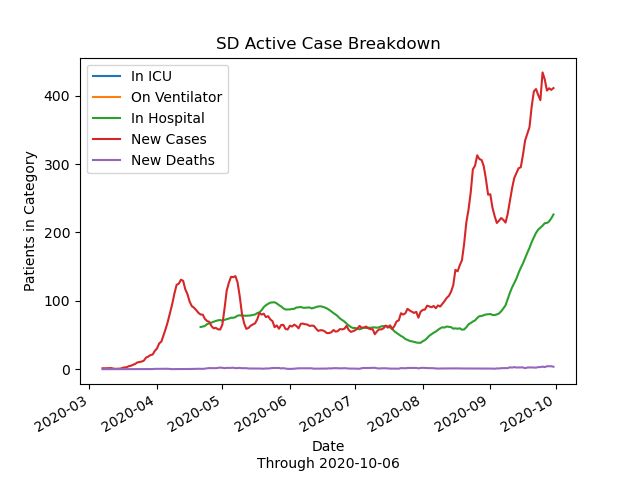 SD Active Case Breakdown
In ICU
On Ventilator
In Hospital
New Cases
New Deaths
Patients in Category
400
300
200
100
0
2020-03
2020-04
2020-05
2020-06
2020-07
2020-08
2020-09
2020-10
Date
Through 2020-10-06